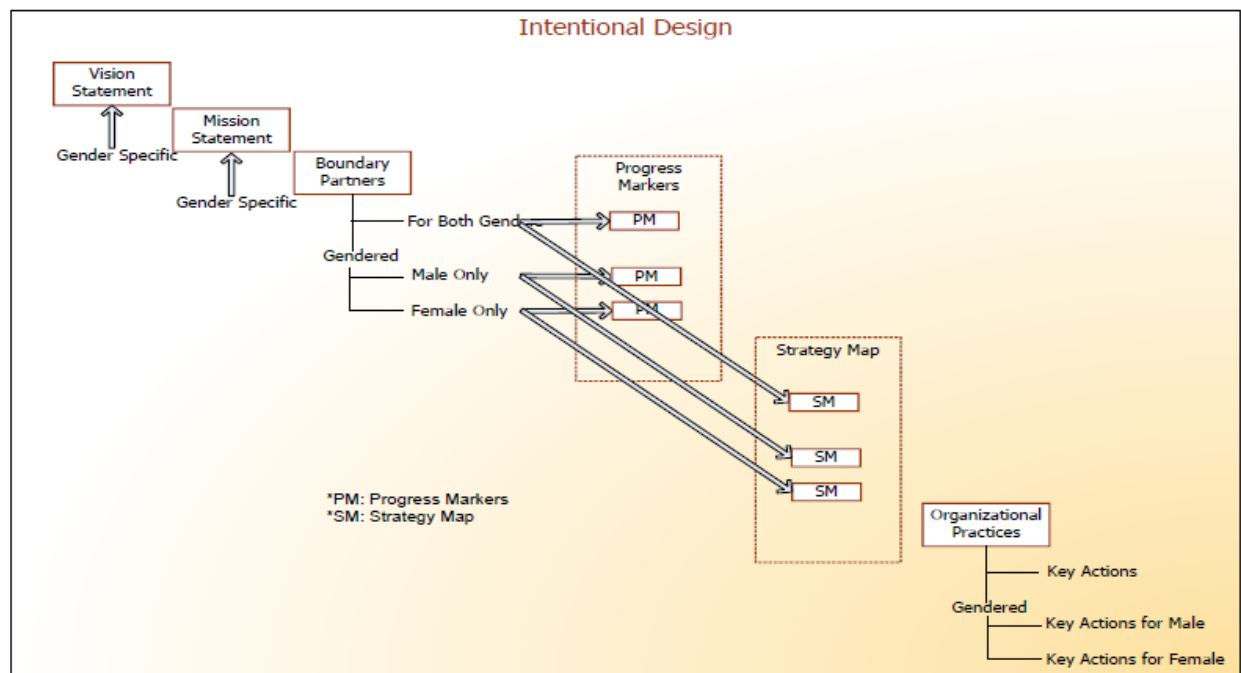 Intentional Design
Vision
Statement
Gender Specific
Mission
Statement
Gender Specific
Boundary
Partners
For Both
Gendered
Male Only
Female Only
Progress
Markers
PM
PM
PM
Strategy Map
SM
SM
SM
*PM: Progress Markers
*SM: Strategy Map
Organizational
Practices
Key Actions
Gendered
Key Actions for Male
Key Actions for Female